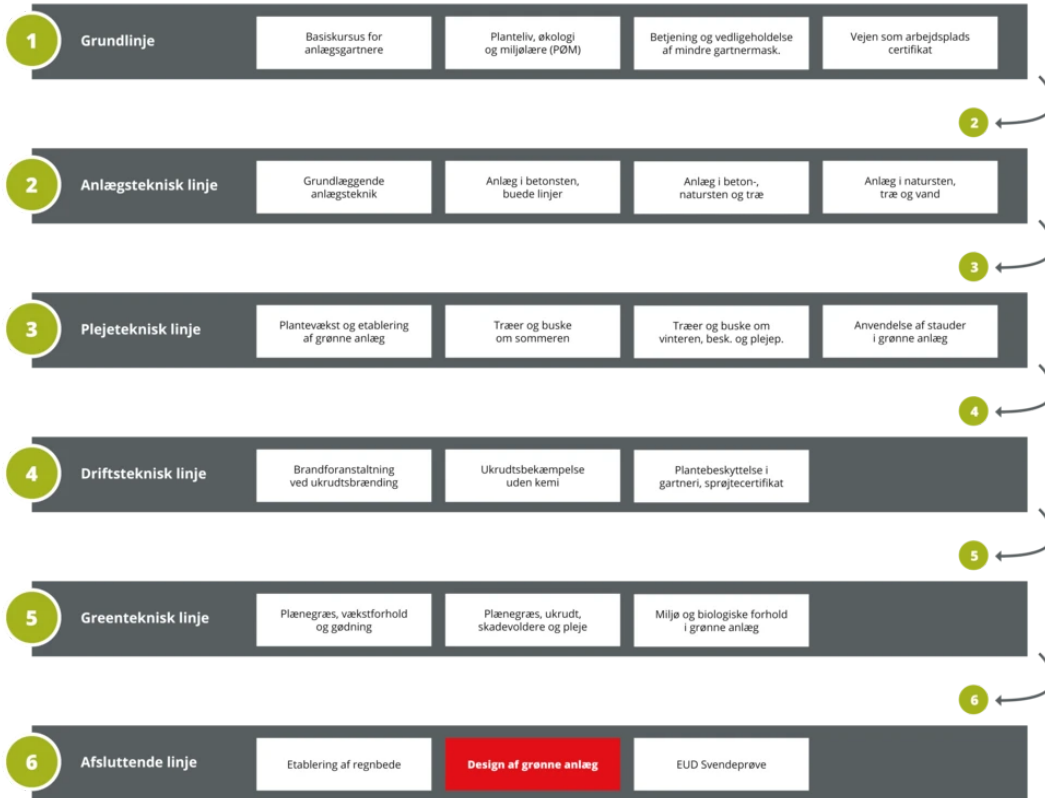 1
Grundlinje
Basiskursus for
anlægsgartnere
Planteliv, økologi
og miljølære (PØM)
Betjening og vedligeholdelse
af mindre gartnermask.
Vejen som arbejdsplads
certifikat
2
2
Anlægsteknisk linje
Grundlæggende
anlægsteknik
Anlæg i betonsten,
buede linjer
Anlæg i beton-,
natursten og træ
Anlæg i natursten,
træ og vand
3
3
Plejeteknisk linje
Plantevækst og etablering
af grønne anlæg
Træer og buske
om sommeren
Træer og buske om
vinteren, besk. og plejep.
Anvendelse af stauder
i grønne anlæg
4
4
Driftsteknisk linje
Brandforanstaltning
ved ukrudtsbrænding
Ukrudtsbekæmpelse
uden kemi
Plantebeskyttelse i
gartneri, sprøjtecertifikat
5
5
Greenteknisk linje
Plænegræs, vækstforhold
og gødning
Plænegræs, ukrudt,
skadevoldere og pleje
Miljø og biologiske forhold
i grønne anlæg
6
6
Afsluttende linje
Etablering af regnbede
Design af grønne anlæg
EUD Svendeprøve